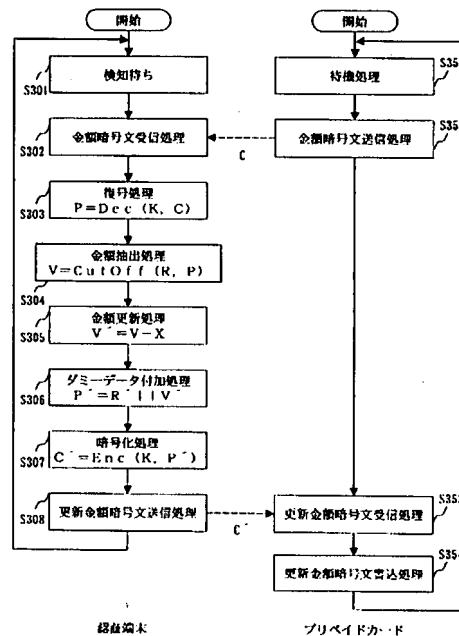 開始
検知待ち
S301
金額暗号文受信処理
S302
復号処理
P=Dec(K, C)
S303
金額抽出処理
V=CutOff(R, P)
S304
金額更新処理
V´=V-X
S305
ダミーデータ付加処理
P´=R´||V´
S306
暗号化処理
C´=Enc(K, P´)
S307
更新金額暗号文送信処理
S308
認証端末
C
C´
開始
待機処理
金額暗号文送信処理
更新金額暗号文受信処理
更新金額暗号文書込処理
プリペイドカード